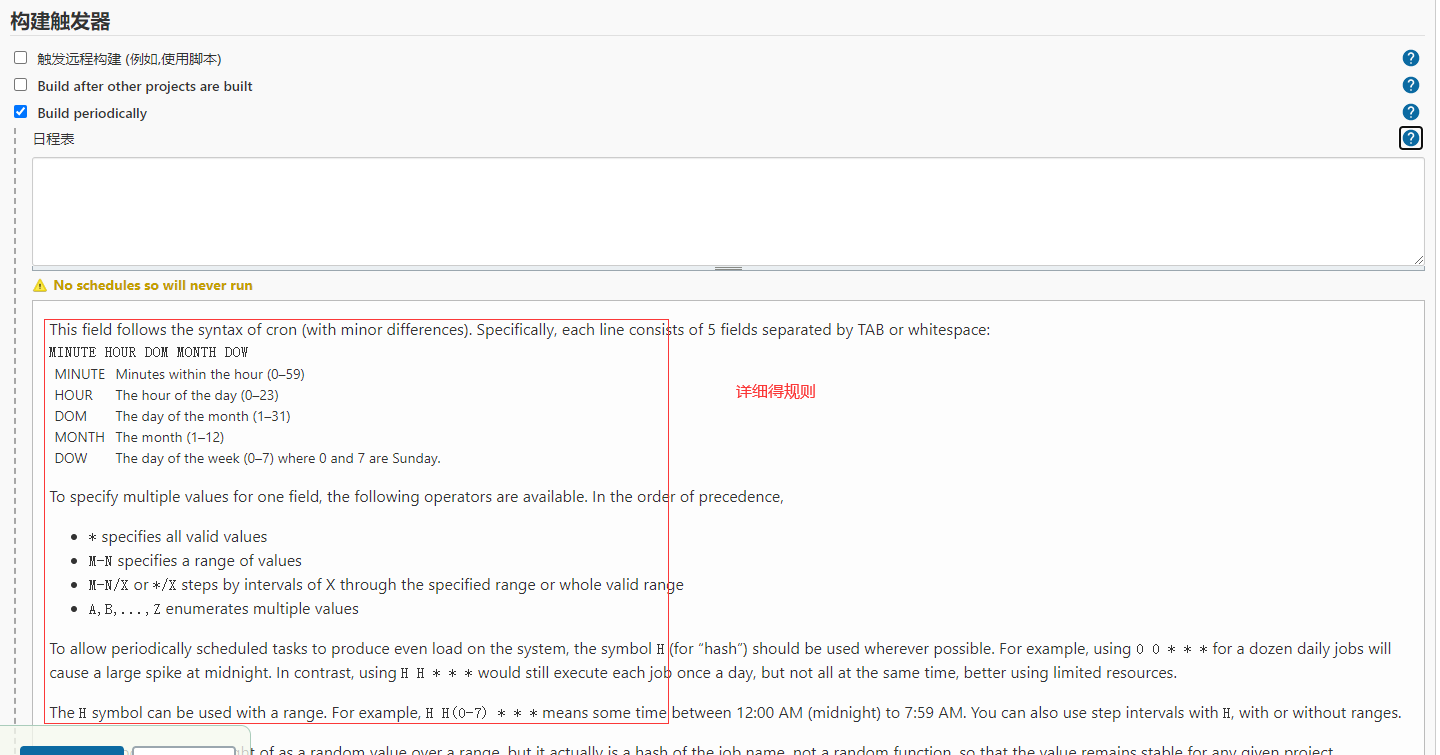 构建触发器
触发远程构建 (例如,使用脚本)
Build after other projects are built
Build periodically
日程表
No schedules so will never run
This field follows the syntax of cron (with minor differences). Specifically, each line consists of 5 fields separated by TAB or whitespace:
MINUTE HOUR DOM MONTH DOW
MINUTE Minutes within the hour (0–59)
HOUR The hour of the day (0–23)
DOM The day of the month (1–31)
MONTH The month (1–12)
DOW The day of the week (0–7) where 0 and 7 are Sunday.
详细得规则
To specify multiple values for one field, the following operators are available. In the order of precedence,
* specifies all valid values
M-N specifies a range of values
M-N/X or */X steps by intervals of X through the specified range or whole valid range
A,B,...,Z enumerates multiple values
To allow periodically scheduled tasks to produce even load on the system, the symbol H (for “hash”) should be used wherever possible. For example, using 0 0 * * * for a dozen daily jobs will
cause a large spike at midnight. In contrast, using H H * * * would still execute each job once a day, but not all at the same time, better using limited resources.
The H symbol can be used with a range. For example, H H(0-7) * * * means some time between 12:00 AM (midnight) to 7:59 AM. You can also use step intervals with H, with or without ranges.
of as a random value over a range, but it actually is a hash of the job name, not a random function, so that the value remains stable for any given project.